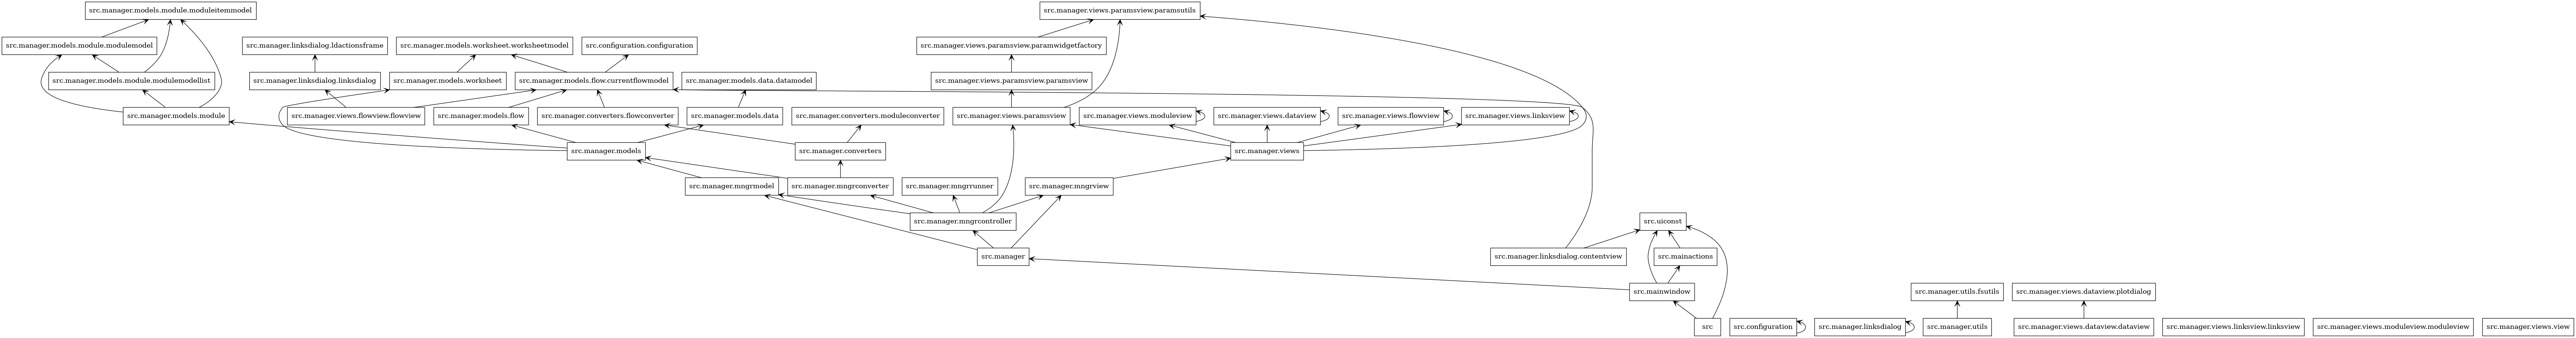 src.manager.models.module.moduleitemmodel
src.manager.views.paramsview.paramsutils
src.manager.models.module.modulemodel
src.manager.linksdialog.ldactionsframe
src.manager.models.worksheet.worksheetmodel
src.configuration.configuration
src.manager.views.paramsview.paramwidgetfactory
src.manager.models.module.modulemodellist
src.manager.linksdialog.linksdialog
src.manager.models.worksheet
src.manager.models.flow.currentflowmodel
src.manager.models.data.datamodel
src.manager.views.paramsview.paramsview
src.manager.models.module
src.manager.views.flowview.flowview
src.manager.models.flow
src.manager.converters.flowconverter
src.manager.models.data
src.manager.converters.moduleconverter
src.manager.views.paramsview
src.manager.views.moduleview
src.manager.views.dataview
src.manager.views.flowview
src.manager.views.linksview
src.manager.models
src.manager.converters
src.manager.views
src.manager.mngrmodel
src.manager.mngrconverter
src.manager.mngrrunner
src.manager.mngrview
src.manager.mngrcontroller
src.uiconst
src.manager
src.manager.linksdialog.contentview
src.mainactions
src.mainwindow
src.manager.utils.fsutils
src.manager.views.dataview.plotdialog
src
src.configuration
src.manager.linksdialog
src.manager.utils
src.manager.views.dataview.dataview
src.manager.views.linksview.linksview
src.manager.views.moduleview.moduleview
src.manager.views.view